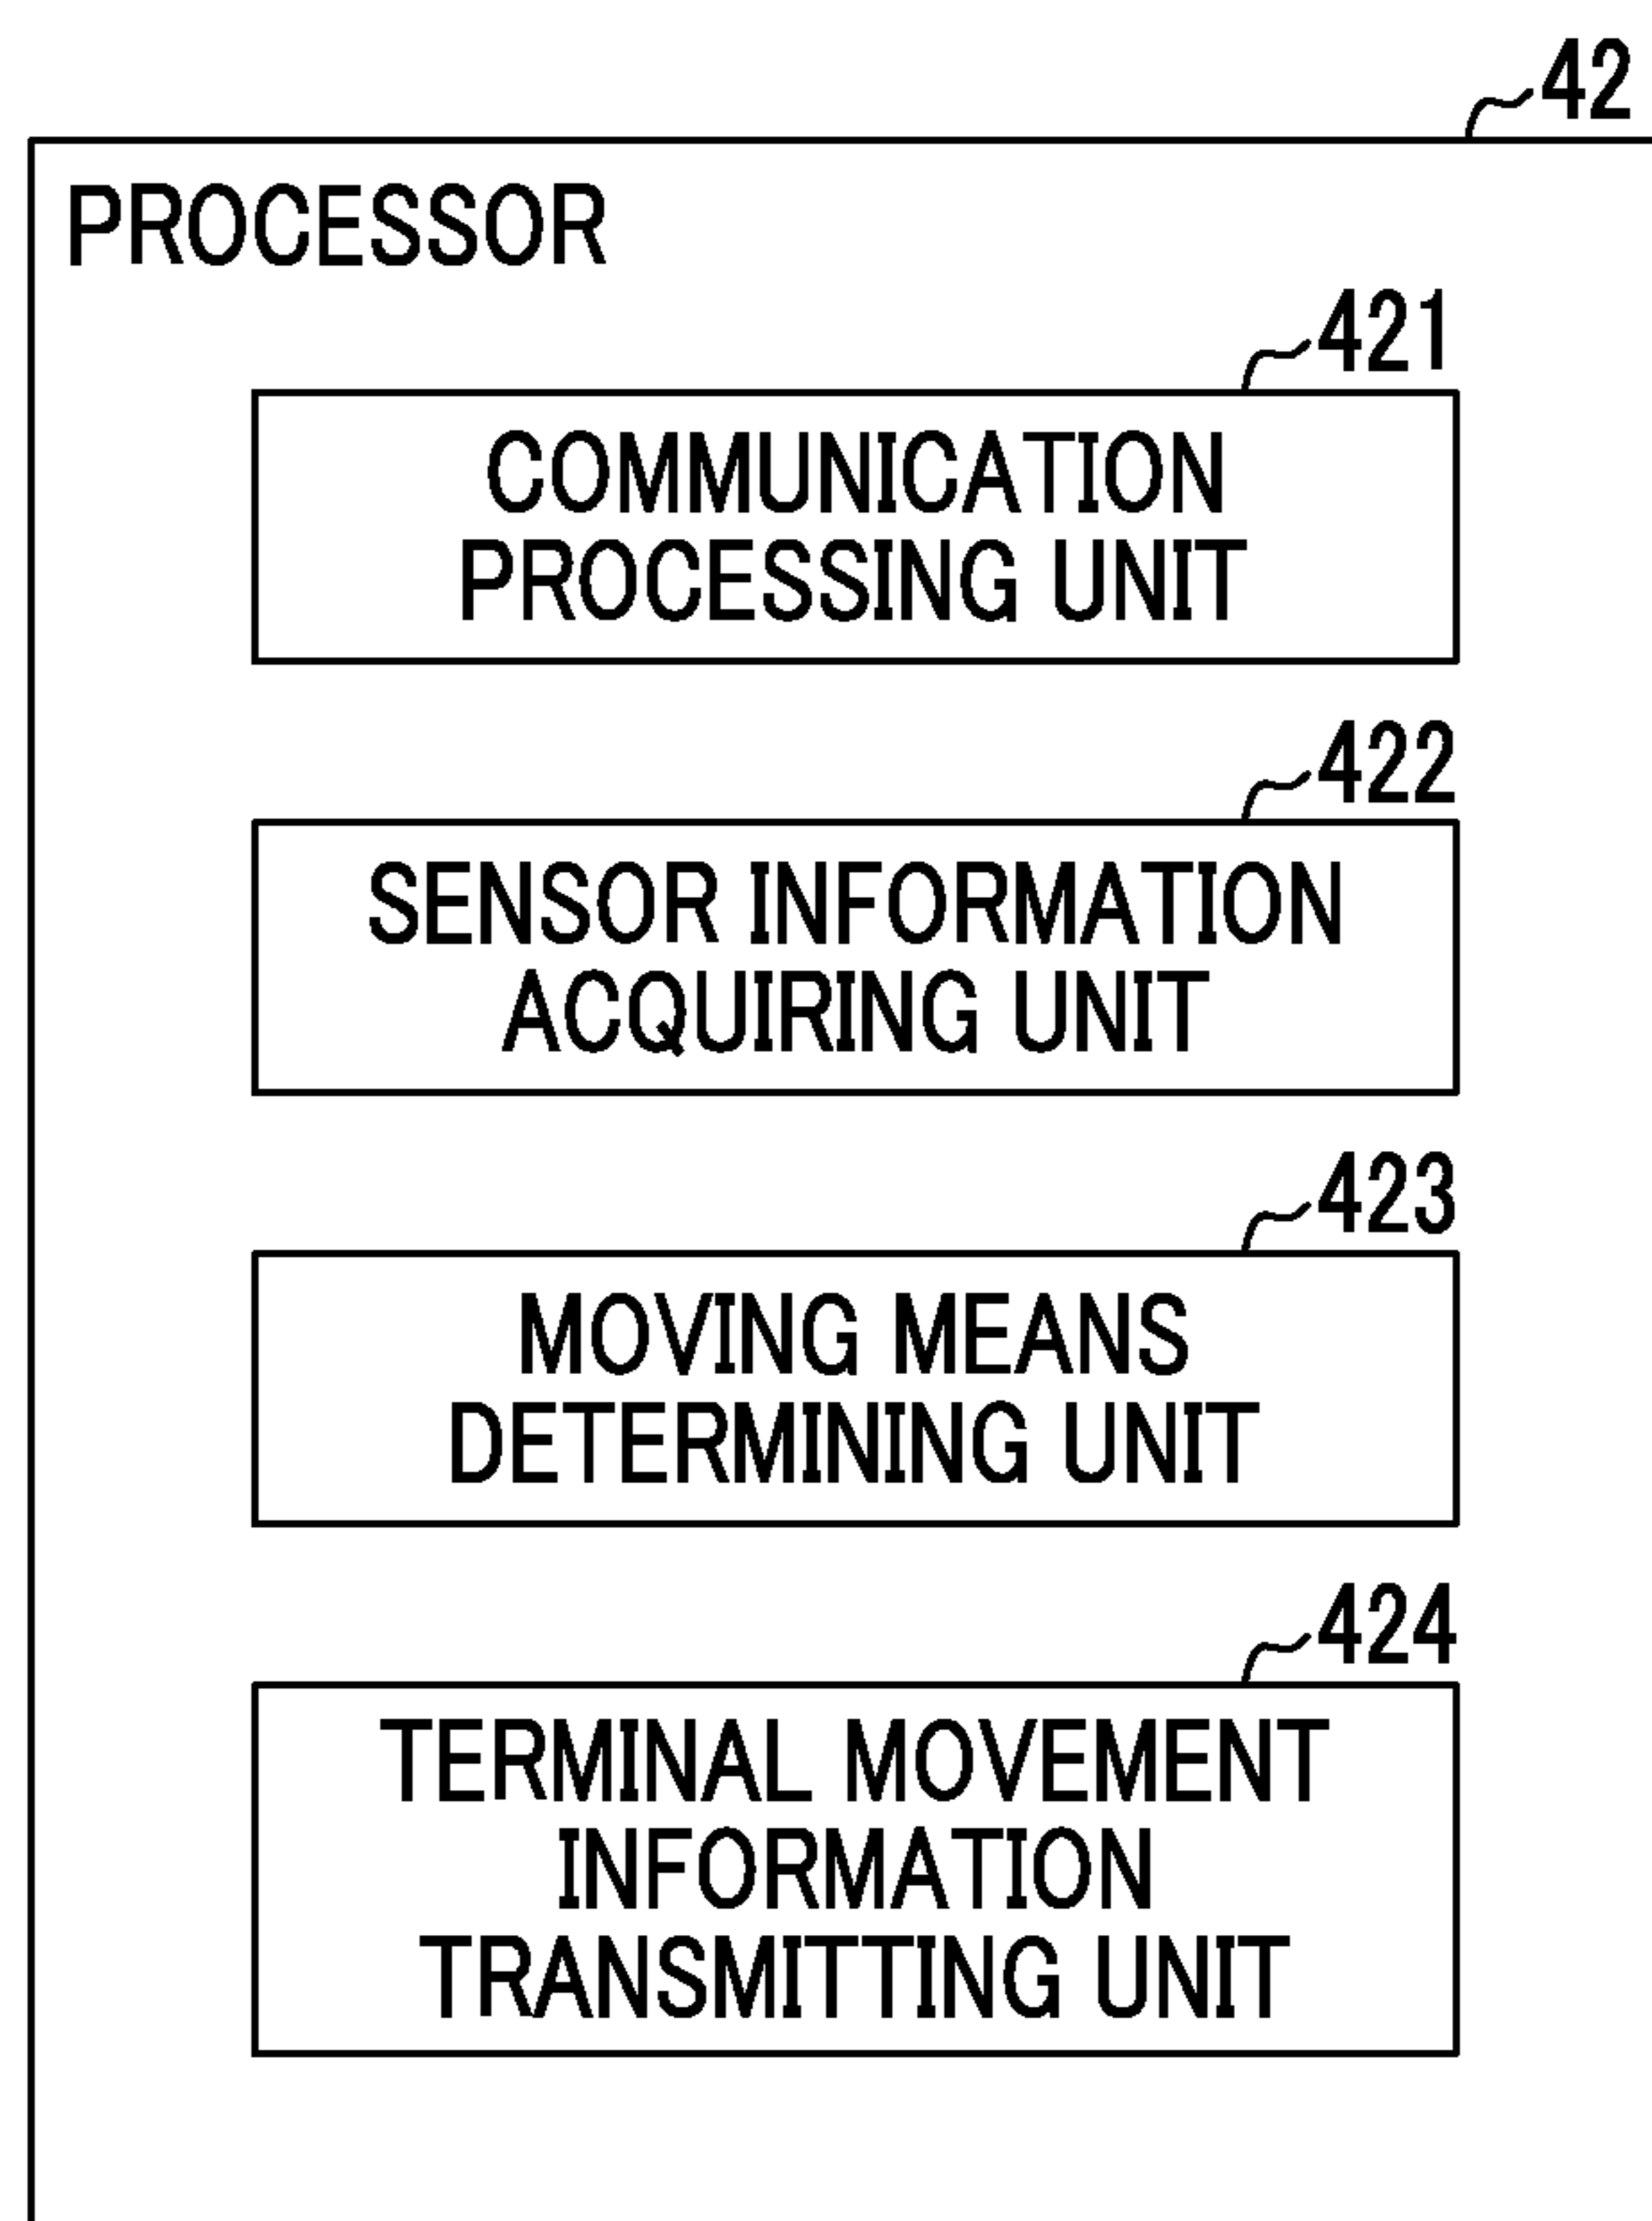 42
PROCESSOR
421
COMMUNICATION
PROCESSING UNIT
422
SENSOR INFORMATION
ACQUIRING UNIT
423
MOVING MEANS
DETERMINING UNIT
424
TERMINAL MOVEMENT
INFORMATION
TRANSMITTING UNIT